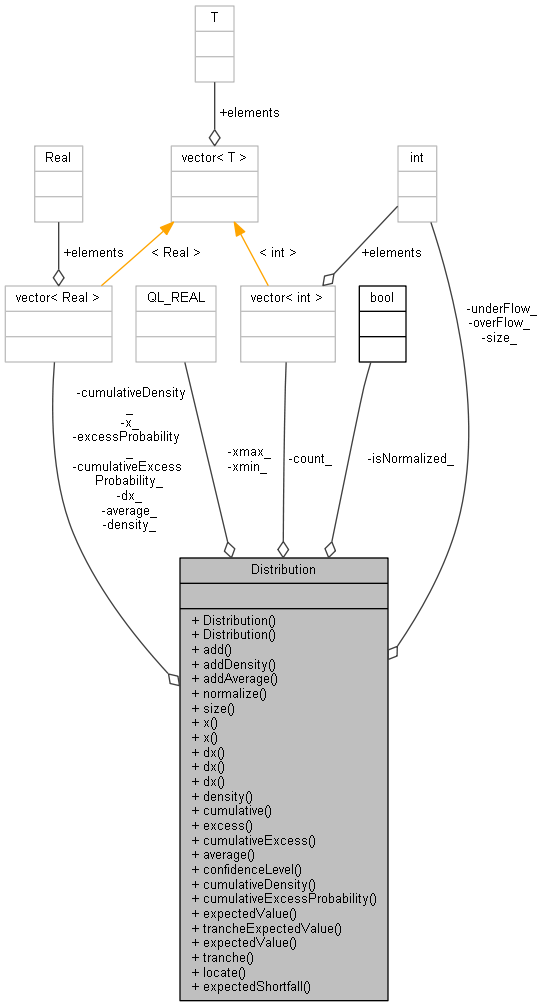 T
+elements
Real
vector< T >
int
+elements
< Real >
< int >
+elements
vector< Real >
QL_REAL
vector< int >
bool
-underFlow_
-overFlow_
-size_
-cumulativeDensity
_
-x_
-excessProbability
_
-cumulativeExcess
Probability_
-dx_
-average_
-density_
-xmax_
-xmin_
-count_
-isNormalized_
Distribution
+ Distribution()
+ Distribution()
+ add()
+ addDensity()
+ addAverage()
+ normalize()
+ size()
+ x()
+ x()
+ dx()
+ dx()
+ dx()
+ density()
+ cumulative()
+ excess()
+ cumulativeExcess()
+ average()
+ confidenceLevel()
+ cumulativeDensity()
+ cumulativeExcessProbability()
+ expectedValue()
+ trancheExpectedValue()
+ expectedValue()
+ tranche()
+ locate()
+ expectedShortfall()